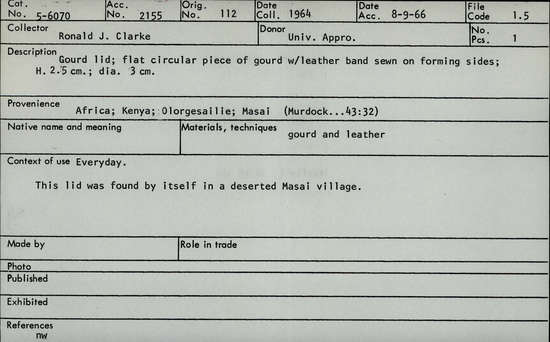 Cat. No. 5-6070 Acc. No. 2155 Orig. No. 112 Date Coll. 1964 Date Acc. 8-9-66 File Code 1.5
Collector Ronald J. Clarke Donor Univ. Appro. No. Pcs. 1
Description Gourd lid; flat circular piece of gourd w/leather band sewn on forming sides;
H. 2.5 cm.; dia. 3 cm.
Provenience Africa; Kenya; Olorgesailie; Masai (Murdock...43:32)
Native name and meaning Materials, techniques gourd and leather
Context of use Everyday.
This lid was found by itself in a deserted Masai village.
Made by Role in trade
Photo
Published
Exhibited
References
nw